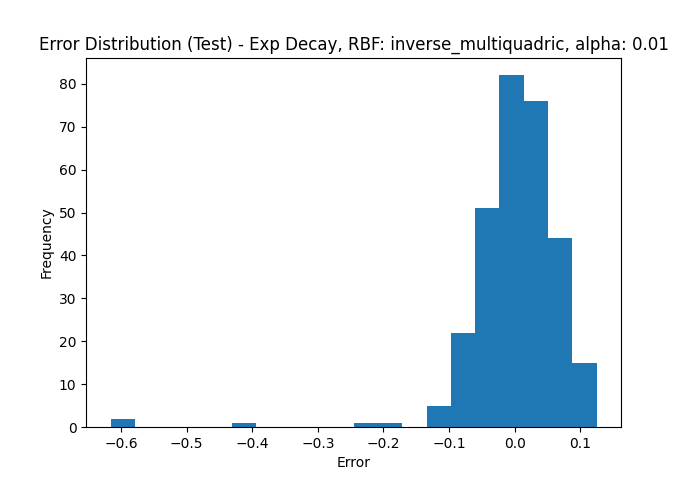 Error Distribution (Test) - Exp Decay, RBF: inverse_multiquadric, alpha: 0.01
80
70
60
50
40
30
20
10
0
Frequency
−0.6 −0.5 −0.4 −0.3 −0.2 −0.1 0.0 0.1
Error